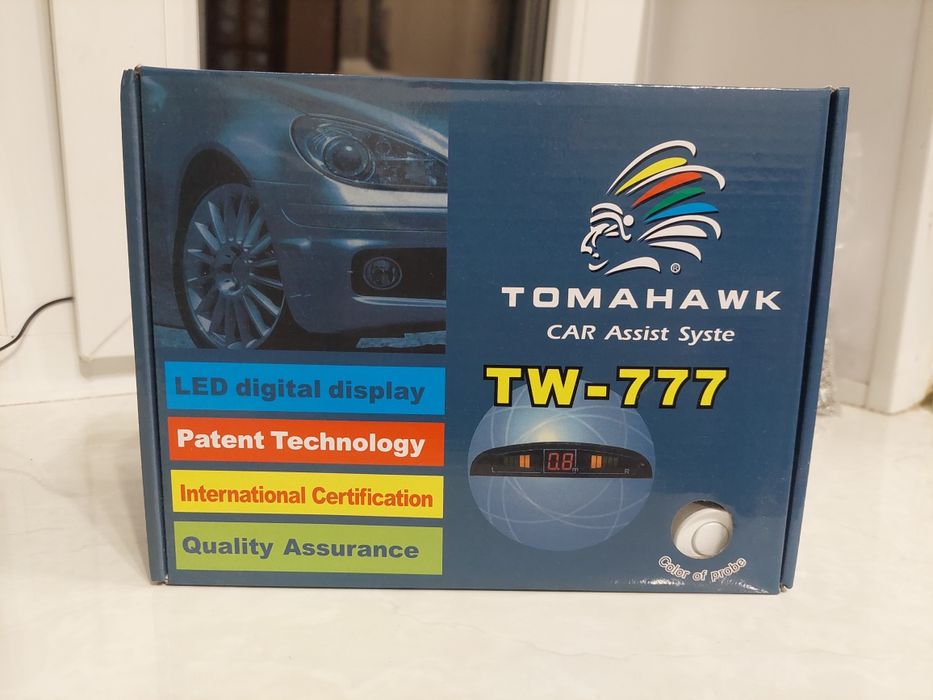 LED digital display
Patent Technology
International Certification
Quality Assurance
®
TOMAHAWK
CAR Assist Syste
TW-777
L 0.8m R
Color of probe